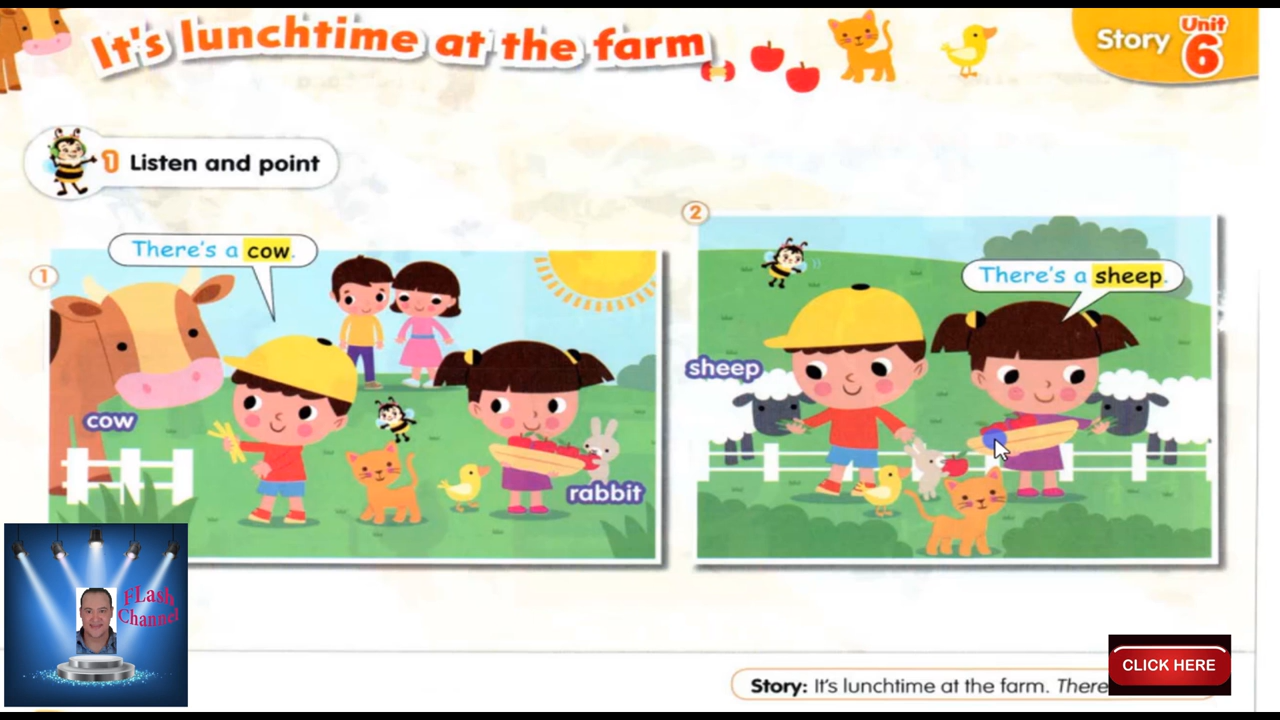 It's lunchtime at the farm
Story Unit 6
1 Listen and point
1
There's a cow.
cow
rabbit
2
There's a sheep.
sheep
FLash
Channel
CLICK HERE
Story: It's lunchtime at the farm. There